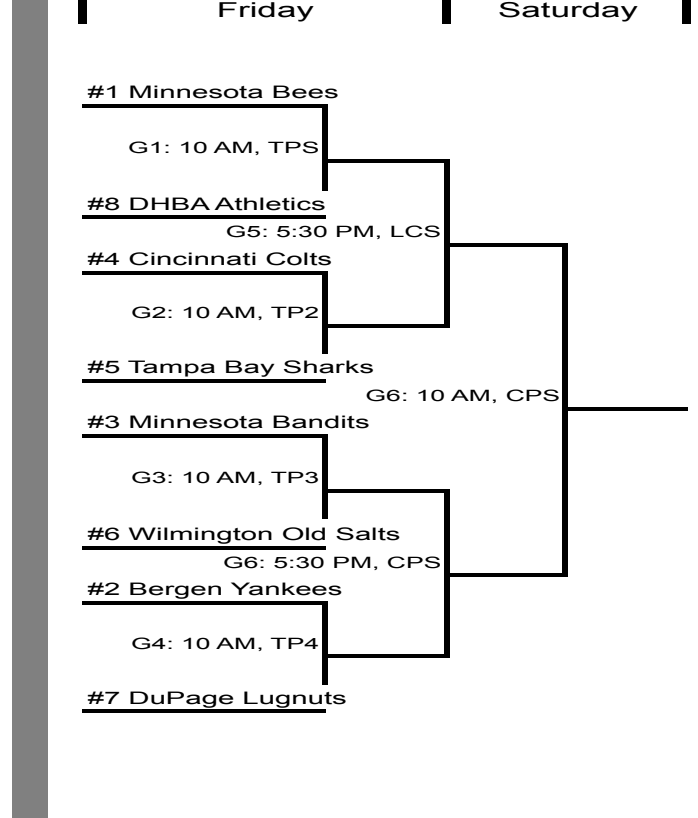 Friday Saturday
#1 Minnesota Bees
G1: 10 AM, TPS
#8 DHBA Athletics
G5: 5:30 PM, LCS
#4 Cincinnati Colts
G2: 10 AM, TP2
#5 Tampa Bay Sharks
G6: 10 AM, CPS
#3 Minnesota Bandits
G3: 10 AM, TP3
#6 Wilmington Old Salts
G6: 5:30 PM, CPS
#2 Bergen Yankees
G4: 10 AM, TP4
#7 DuPage Lugnuts